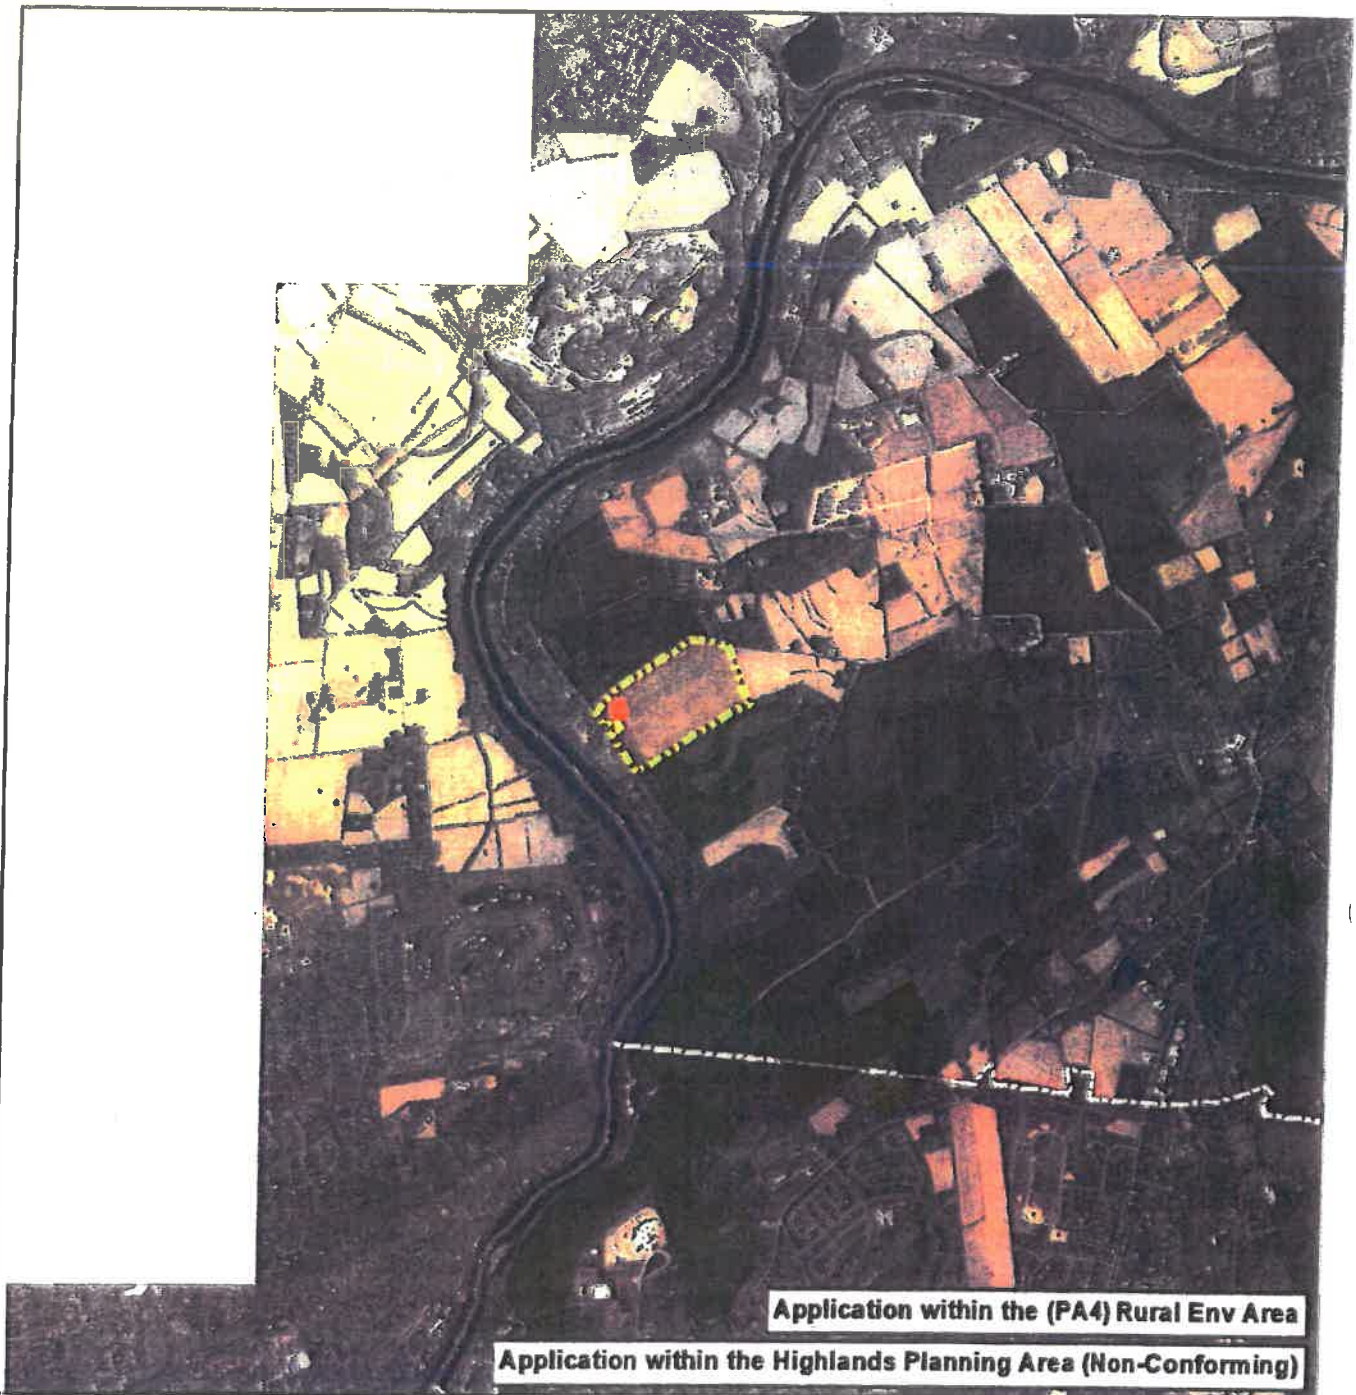 Application within the (PA4) Rural Env Area
Application within the Highlands Planning Area (Non-Conforming)